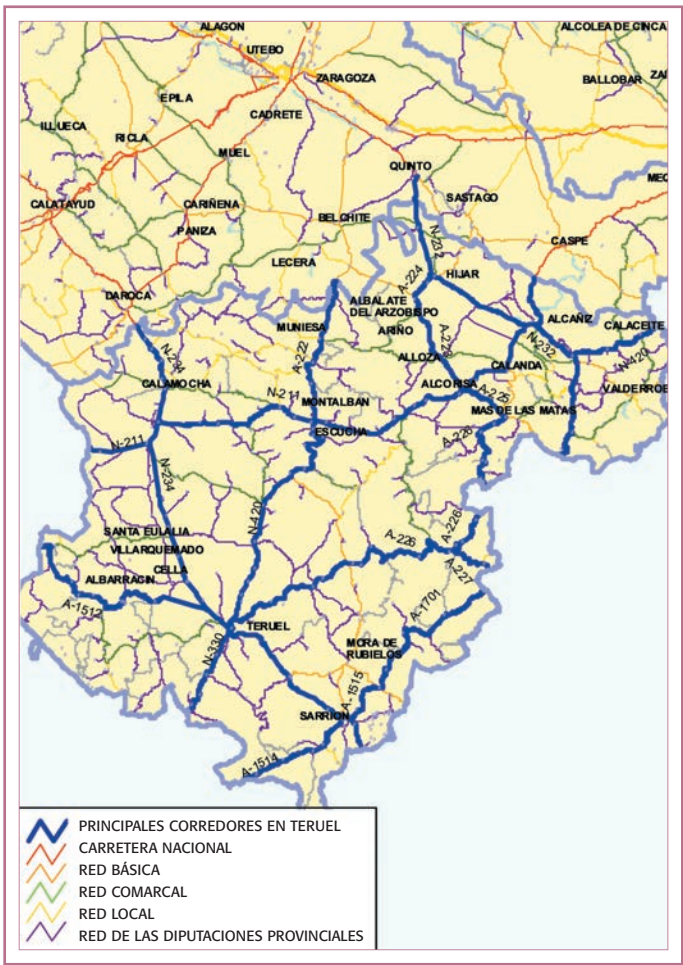 ALAGON
ALCOLEA DE CINCA
UTEBO
ZARAGOZA
BALLOBAR
EPILA
CADRETE
ILLUECA
RICLA
MUEL
QUINTO
CALATAYUD
CARIÑENA
SASTAGO
PANIZA
BELCHITE
N-232
CASPE
LECERA
HIJAR
DAROCA
A-224
ALBALATE
DEL ARZOBISPO
ALCAÑIZ
MUNIESA
ARIÑO
CALACEITE
N-234
A-222
A-223
N-232
ALLOZA
CALANDA
N-420
CALAMOCHA
ALCORISA
A-225
VALDERROB
N-211
MONTALBAN
MAS DE LAS MATAS
ESCUCHA
A-226
N-211
N-234
N-420
SANTA EULALIA
A-226
VILLARQUEMADO
A-226
CELLA
ALBARRACIN
A-227
A-1512
A-1701
TERUEL
MORA DE
RUBIELOS
N-330
A-1515
SARRION
A-1514
PRINCIPALES CORREDORES EN TERUEL
CARRETERA NACIONAL
RED BÁSICA
RED COMARCAL
RED LOCAL
RED DE LAS DIPUTACIONES PROVINCIALES